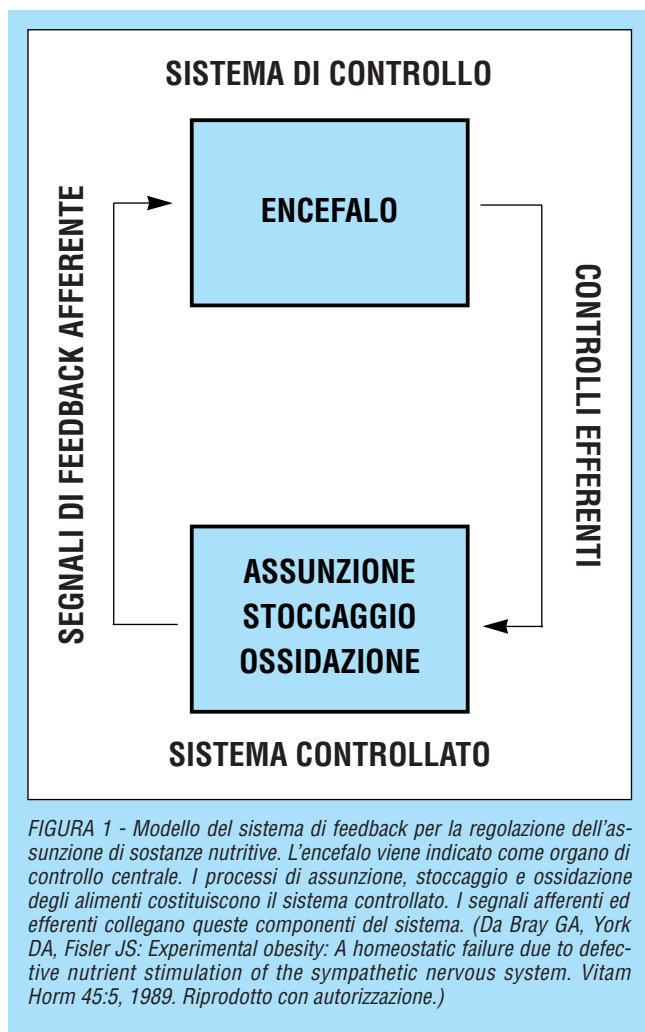 SISTEMA DI CONTROLLO
ENCEFALO
SEGNALI DI FEEDBACK AFFERENTE
CONTROLLI EFFERENTI
ASSUNZIONE
STOCCAGGIO
OSSIDAZIONE
SISTEMA CONTROLLATO
FIGURA 1 - Modello del sistema di feedback per la regolazione dell'as-
sunzione di sostanze nutritive. L'encefalo viene indicato come organo di
controllo centrale. I processi di assunzione, stoccaggio e ossidazione
degli alimenti costituiscono il sistema controllato. I segnali afferenti ed
efferenti collegano queste componenti del sistema. (Da Bray GA, York
DA, Fisler JS: Experimental obesity: A homeostatic failure due to defec-
tive nutrient stimulation of the sympathetic nervous system. Vitam
Horm 45:5, 1989. Riprodotto con autorizzazione.)